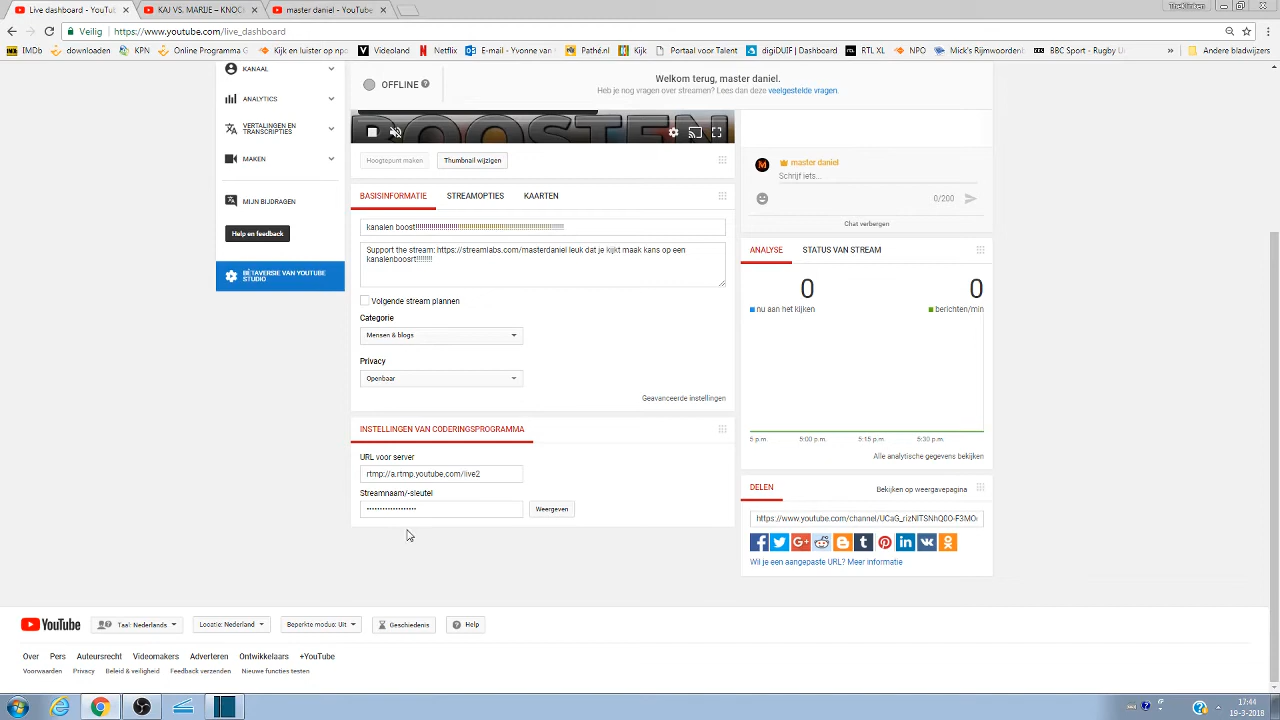 Live dashboard - YouTu
KAJ VS. MARIJE – KNOC
master daniel - YouTube
Veilig
https://www.youtube.com/live_dashboard
IMDb
downloaden
KPN
Online Programma G
Kijk en luister op npo
Videoland
Netflix
E-mail - Yvonne van
Pathé.nl
Kijk
Portaal voor Talent
digiDUIF | Dashboard
RTL XL
NPO
Mick's Rijmwoorden
BBC Sport - Rugby U
»
Andere bladwijzers
KANAAL
ANALYTICS
VERTALINGEN EN
TRANSCRIPTIES
MAKEN
MIJN BIJDRAGEN
Help en feedback
BÈTAVERSIE VAN YOUTUBE
STUDIO
OFFLINE
Welkom terug, master daniel.
Heb je nog vragen over streamen? Lees dan deze veelgestelde vragen.
BOOSTEN
Hoogtepunt maken
Thumbnail wijzigen
BASISINFORMATIE
STREAMOPTIES
KAARTEN
Support the stream: https://streamlabs.com/masterdaniel leuk dat je kijkt maak kans op een
Volgende stream plannen
Categorie
Mensen & blogs
Privacy
Openbaar
Geavanceerde instellingen
INSTELLINGEN VAN CODERINGSPROGRAMMA
URL voor server
rtmp://a.rtmp.youtube.com/live2
Streamnaam/-sleutel
Weergeven
master daniel
Schrijf iets...
0/200
Chat verbergen
ANALYSE
STATUS VAN STREAM
0
0
nu aan het kijken
berichten/min
5 p.m.
5:00 p.m.
5:15 p.m.
5:30 p.m.
Alle analytische gegevens bekijken
DELEN
Bekijken op weergavepagina
Wil je een aangepaste URL? Meer informatie
YouTube
Taal: Nederlands
Locatie: Nederland
Beperkte modus: Uit
Geschiedenis
Help
Over
Pers
Auteursrecht
Videomakers
Adverteren
Ontwikkelaars
+YouTube
Voorwaarden
Privacy
Beleid & veiligheid
Feedback verzenden
Nieuwe functies testen
17:44
19-3-2018